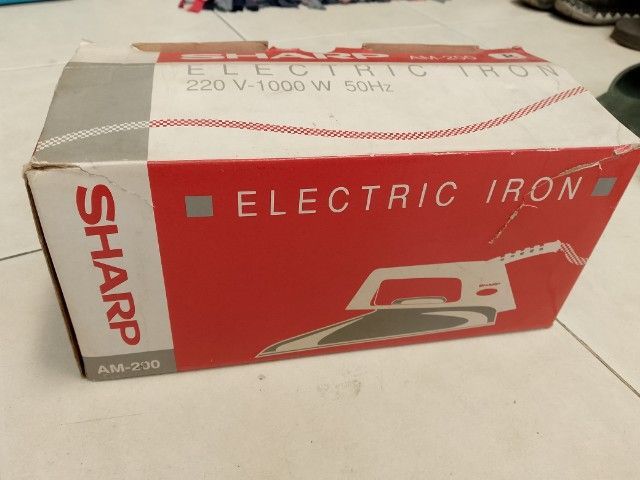 SHARP AM-200
ELECTRIC IRON
220 V-1000 W 50Hz
ELECTRIC IRON
SHARP
AM-200